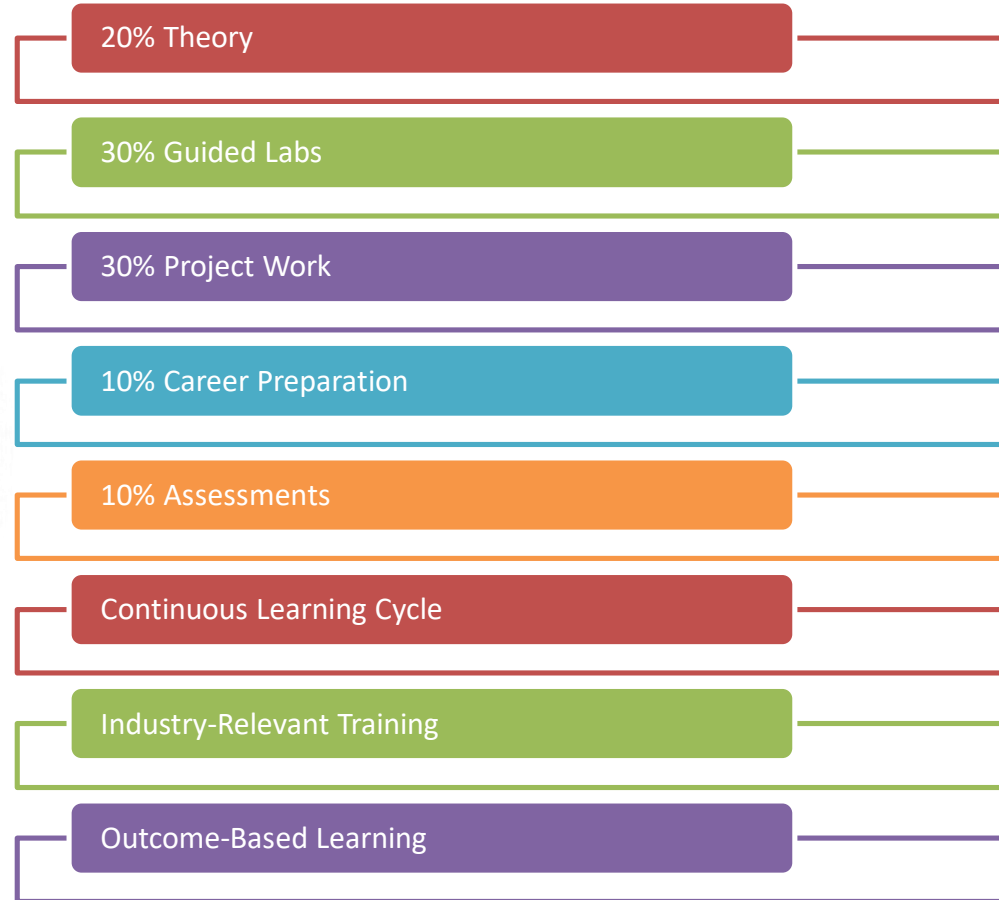 20% Theory
30% Guided Labs
30% Project Work
10% Career Preparation
10% Assessments
Continuous Learning Cycle
Industry-Relevant Training
Outcome-Based Learning